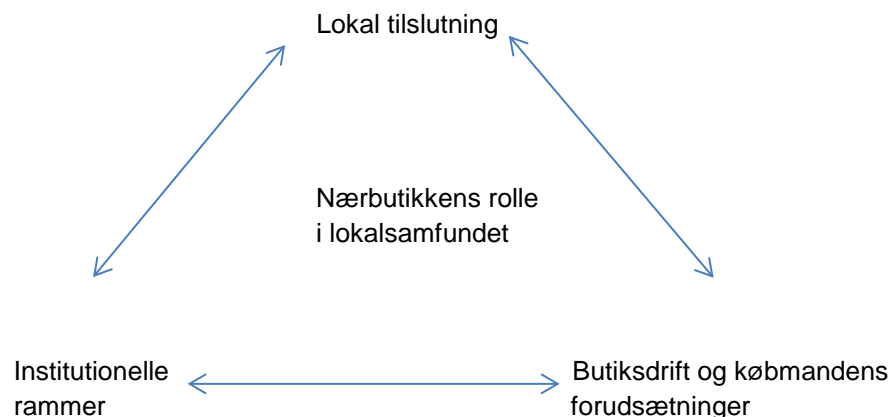 Lokal tilslutning
Nærbutikkens rolle
i lokalsamfundet
Institutionelle
rammer
Butiksdrift og købmandens
forudsætninger